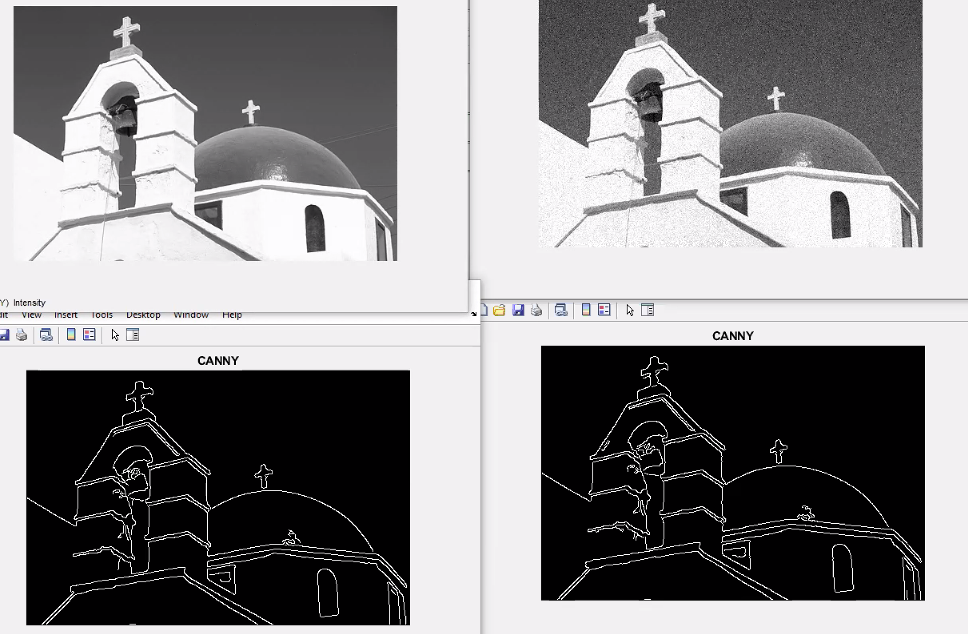 Y) Intensity
dit View Insert Tools Desktop Window Help
CANNY
CANNY